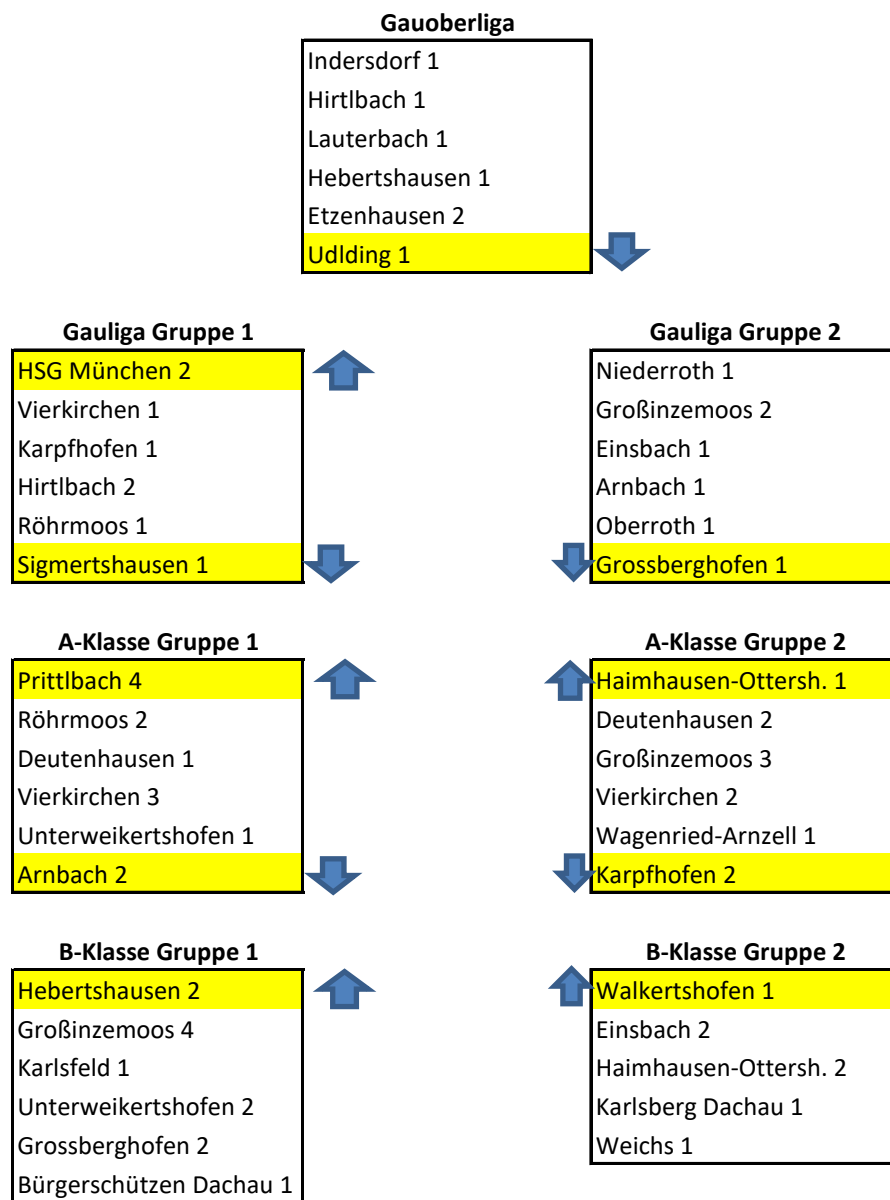 Gauoberliga
Indersdorf 1
Hirtlbach 1
Lauterbach 1
Hebertshausen 1
Etzenhausen 2
Udlding 1
Gauliga Gruppe 1
HSG München 2
Vierkirchen 1
Karpfhofen 1
Hirtlbach 2
Röhrmoos 1
Sigmertshausen 1
Gauliga Gruppe 2
Niederroth 1
Großinzemoos 2
Einsbach 1
Arnbach 1
Oberroth 1
Grossberghofen 1
A-Klasse Gruppe 1
Prittlbach 4
Röhrmoos 2
Deutenhausen 1
Vierkirchen 3
Unterweikertshofen 1
Arnbach 2
A-Klasse Gruppe 2
Haimhausen-Ottersh. 1
Deutenhausen 2
Großinzemoos 3
Vierkirchen 2
Wagenried-Arnzell 1
Karpfhofen 2
B-Klasse Gruppe 1
Hebertshausen 2
Großinzemoos 4
Karlsfeld 1
Unterweikertshofen 2
Grossberghofen 2
Bürgerschützen Dachau 1
B-Klasse Gruppe 2
Walkertshofen 1
Einsbach 2
Haimhausen-Ottersh. 2
Karlsberg Dachau 1
Weichs 1